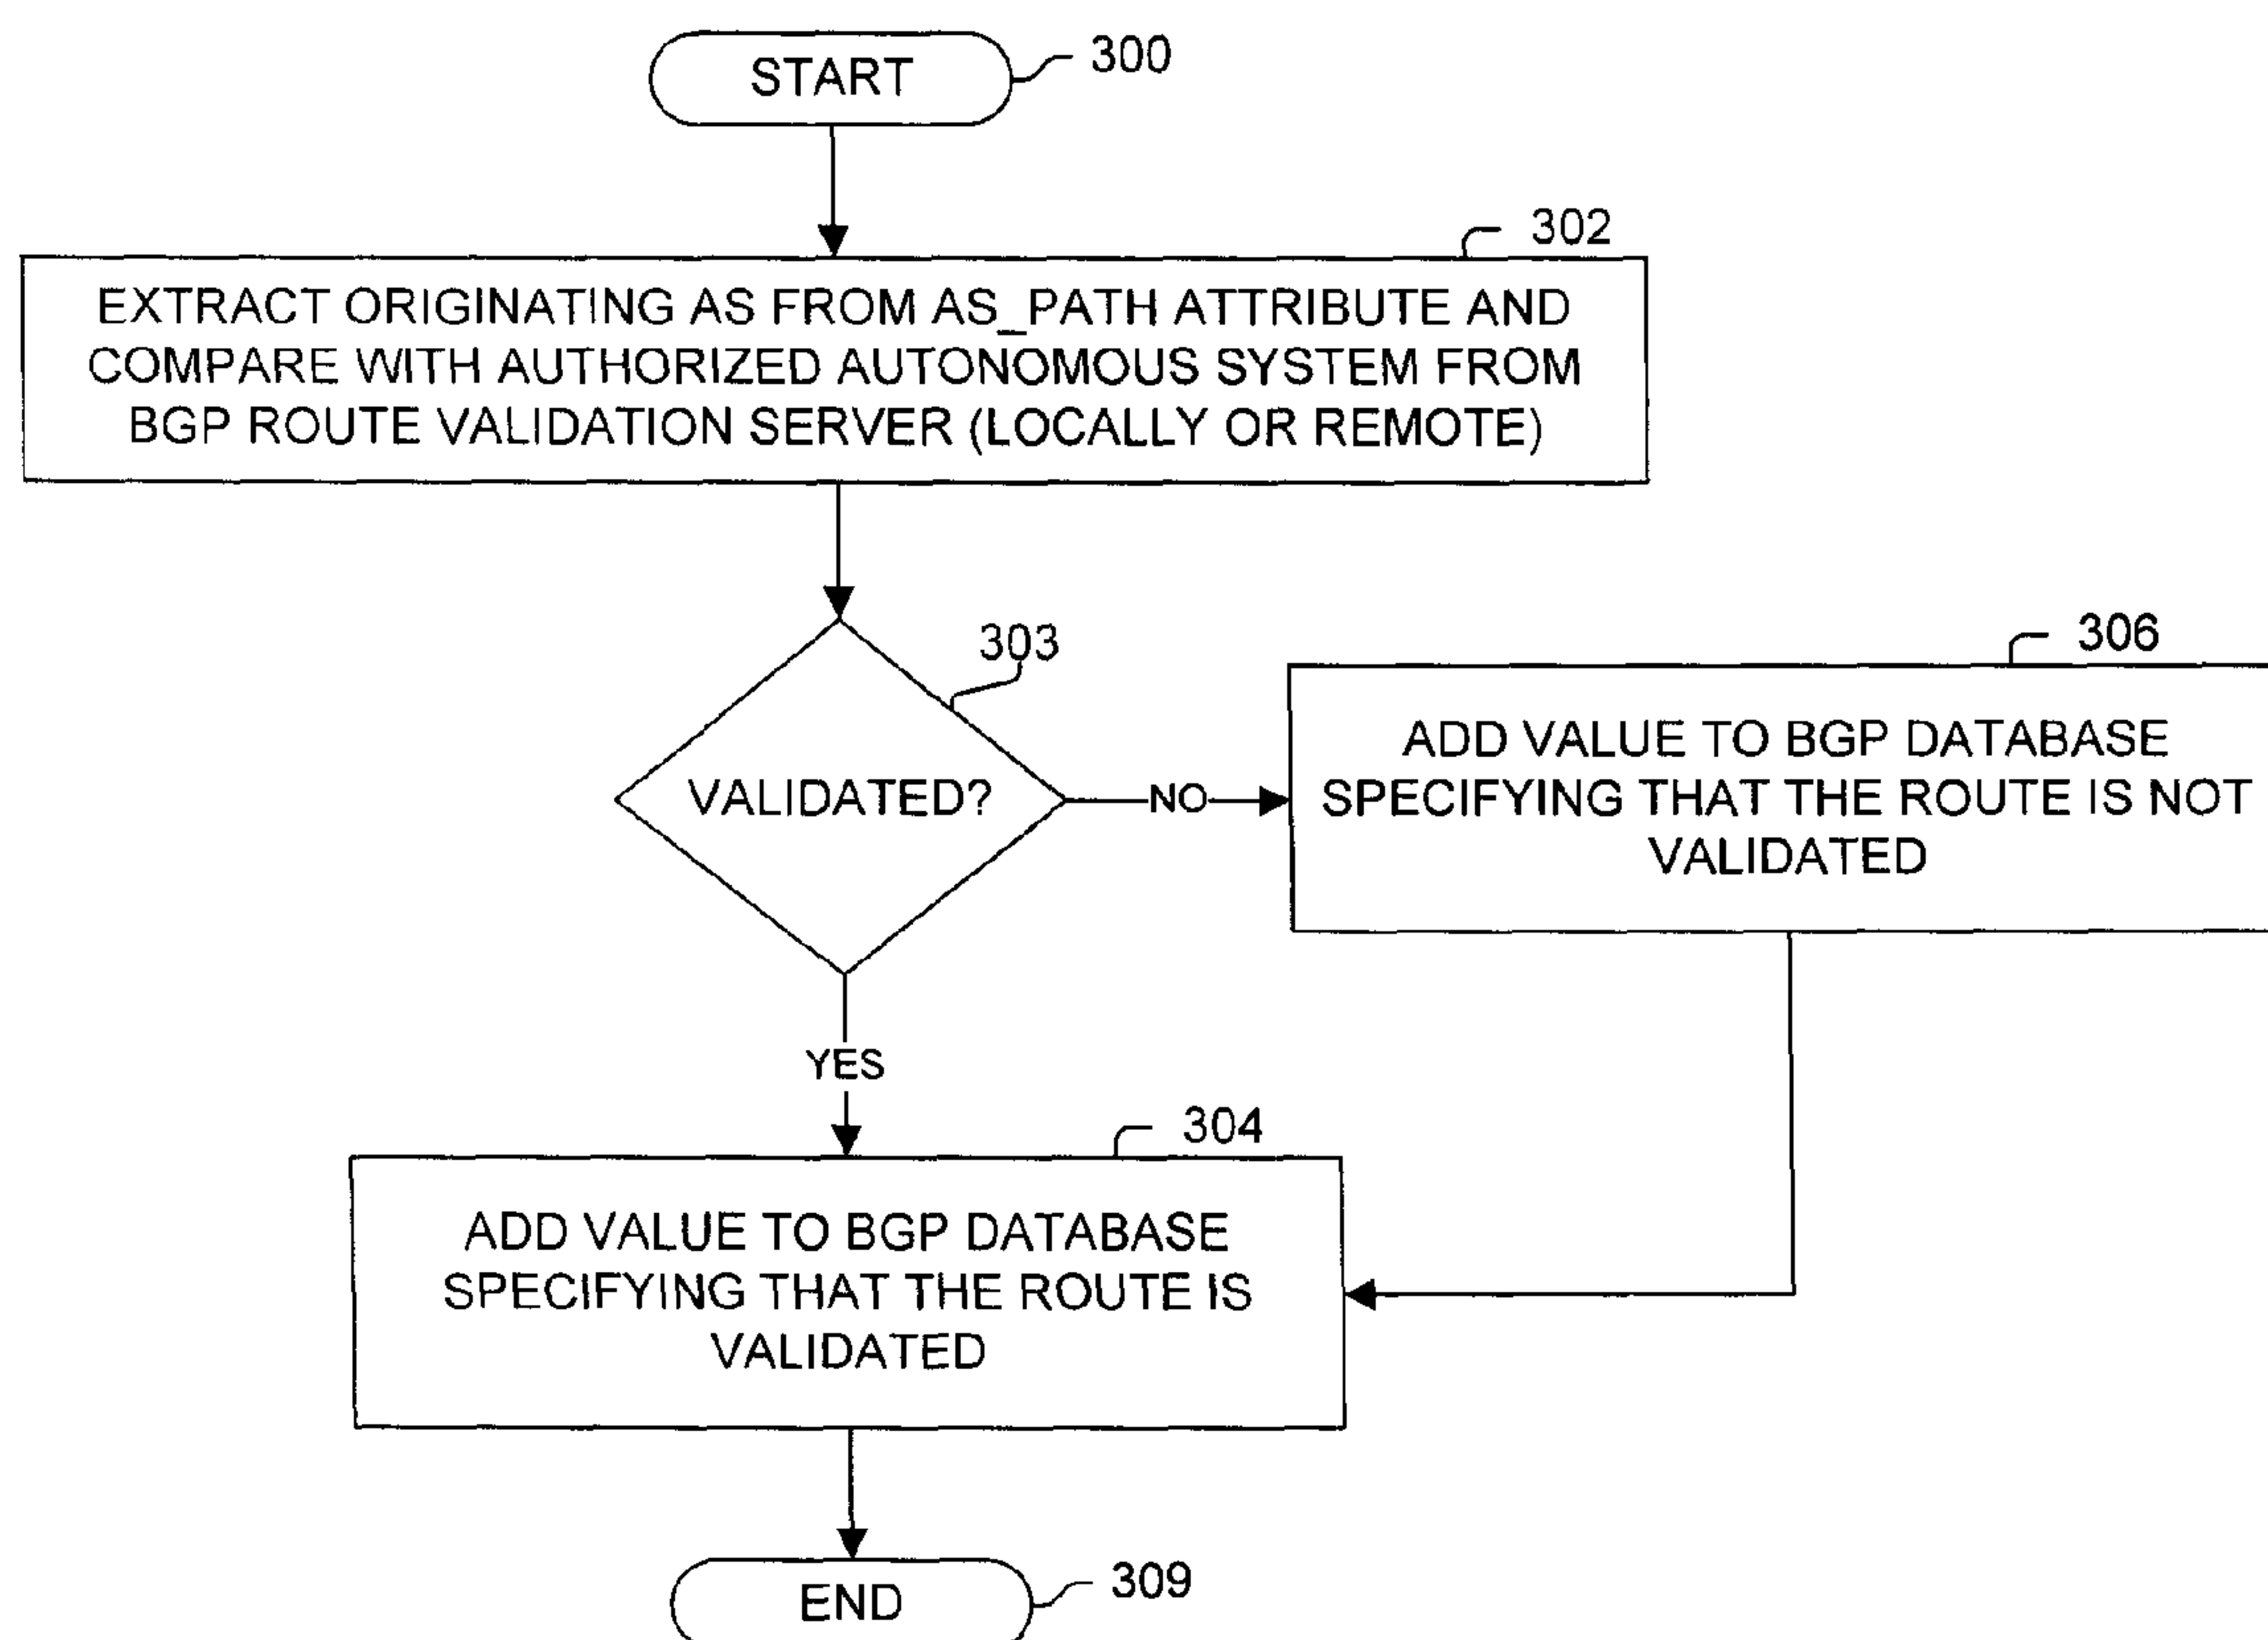 START
300
302
EXTRACT ORIGINATING AS FROM AS_PATH ATTRIBUTE AND
COMPARE WITH AUTHORIZED AUTONOMOUS SYSTEM FROM
BGP ROUTE VALIDATION SERVER (LOCALLY OR REMOTE)
303
VALIDATED?
NO
306
ADD VALUE TO BGP DATABASE
SPECIFYING THAT THE ROUTE IS NOT
VALIDATED
YES
304
ADD VALUE TO BGP DATABASE
SPECIFYING THAT THE ROUTE IS
VALIDATED
END
309